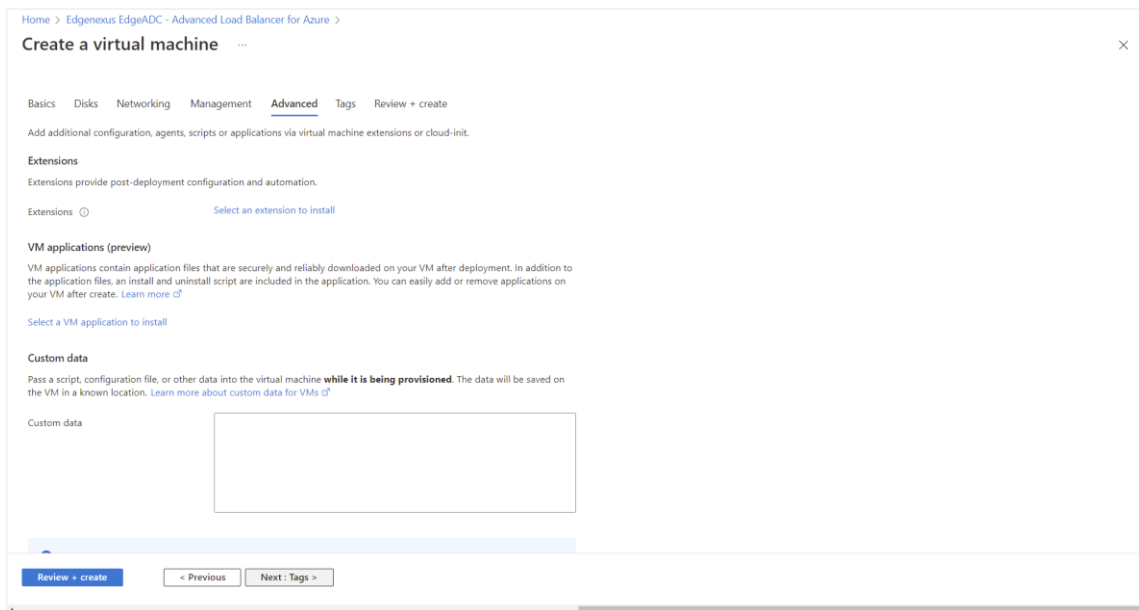 Home > Edgenexus EdgeADC - Advanced Load Balancer for Azure >
Create a virtual machine ...
Basics Disks Networking Management Advanced Tags Review + create
Add additional configuration, agents, scripts or applications via virtual machine extensions or cloud-init.
Extensions
Extensions provide post-deployment configuration and automation.
Extensions Select an extension to install
VM applications (preview)
VM applications contain application files that are securely and reliably downloaded on your VM after deployment. In addition to
the application files, an install and uninstall script are included in the application. You can easily add or remove applications on
your VM after create. Learn more
Select a VM application to install
Custom data
Pass a script, configuration file, or other data into the virtual machine while it is being provisioned. The data will be saved on
the VM in a known location. Learn more about custom data for VMs
Custom data
Review + create < Previous Next : Tags >